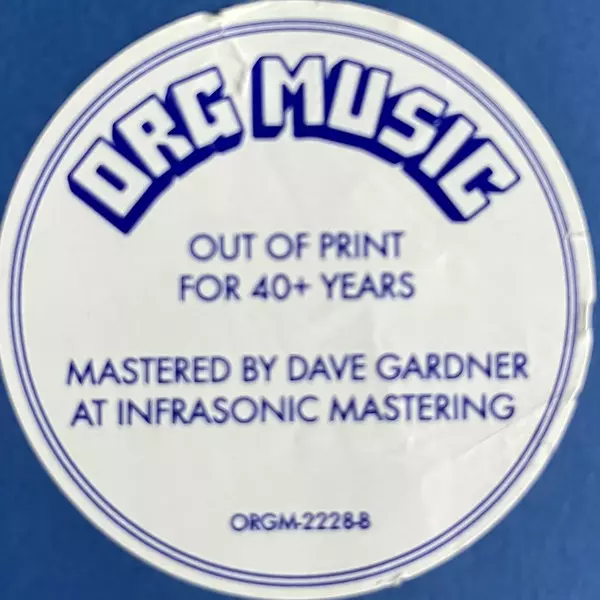 ORG MUSIC
OUT OF PRINT
FOR 40+ YEARS
MASTERED BY DAVE GARDNER
AT INFRASONIC MASTERING
ORGM-2228-B